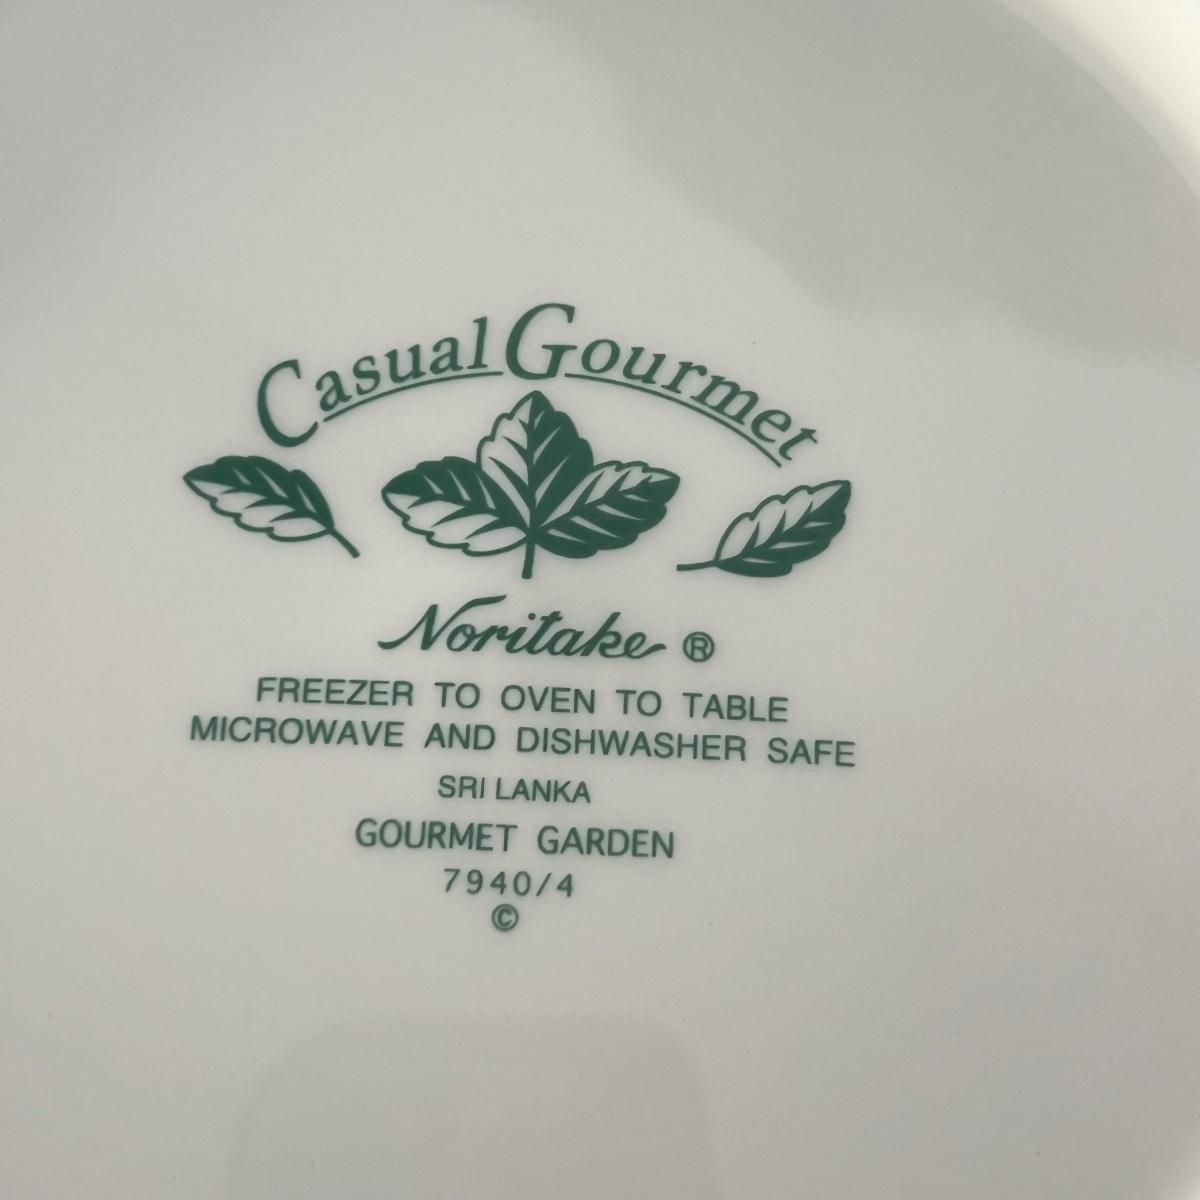 Casual Gourmet
Noritake ®
FREEZER TO OVEN TO TABLE
MICROWAVE AND DISHWASHER SAFE
SRI LANKA
GOURMET GARDEN
7940/4
©